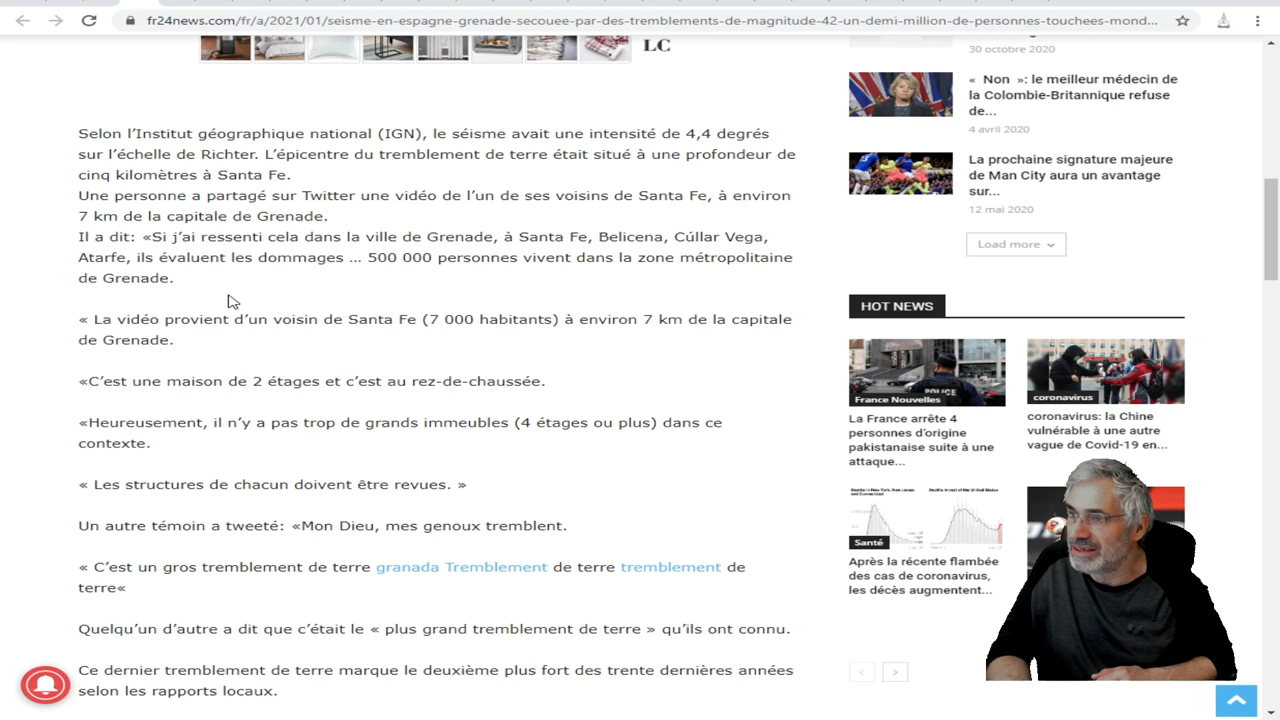 fr24news.com/fr/a/2021/01/seisme-en-espagne-grenade-secouee-par-des-tremblements-de-magnitude-42-un-demi-million-de-personnes-touchees-mond...
LC
Selon l'Institut géographique national (IGN), le séisme avait une intensité de 4,4 degrés
sur l'échelle de Richter. L'épicentre du tremblement de terre était situé à une profondeur de
cinq kilomètres à Santa Fe.
Une personne a partagé sur Twitter une vidéo de l'un de ses voisins de Santa Fe, à environ
7 km de la capitale de Grenade.
Il a dit: «Si j'ai ressenti cela dans la ville de Grenade, à Santa Fe, Belicena, Cúllar Vega,
Atarfe, ils évaluent les dommages ... 500 000 personnes vivent dans la zone métropolitaine
de Grenade.
« La vidéo provient d'un voisin de Santa Fe (7 000 habitants) à environ 7 km de la capitale
de Grenade.
«C'est une maison de 2 étages et c'est au rez-de-chaussée.
«Heureusement, il n'y a pas trop de grands immeubles (4 étages ou plus) dans ce
contexte.
« Les structures de chacun doivent être revues. »
Un autre témoin a tweeté: «Mon Dieu, mes genoux tremblent.
« C'est un gros tremblement de terre granada Tremblement de terre tremblement de
terre«
Quelqu'un d'autre a dit que c'était le « plus grand tremblement de terre » qu'ils ont connu.
Ce dernier tremblement de terre marque le deuxième plus fort des trente dernières années
selon les rapports locaux.
30 octobre 2020
« Non »: le meilleur médecin de
la Colombie-Britannique refuse
de...
4 avril 2020
La prochaine signature majeure
de Man City aura un avantage
sur...
12 mai 2020
Load more
HOT NEWS
POLICE
France Nouvelles
La France arrête 4
personnes d'origine
pakistanaise suite à une
attaque...
coronavirus
coronavirus: la Chine
vulnérable à une autre
vague de Covid-19 en...
Santé
Après la récente flambée
des cas de coronavirus,
les décès augmentent...